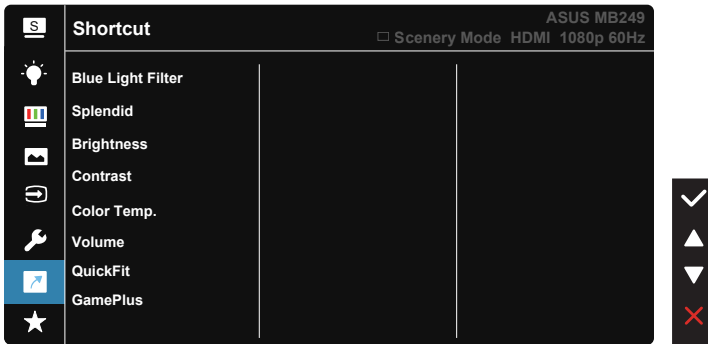 S
Shortcut
ASUS MB249
Scenery Mode HDMI 1080p 60Hz
Blue Light Filter
Splendid
Brightness
Contrast
Color Temp.
Volume
QuickFit
GamePlus